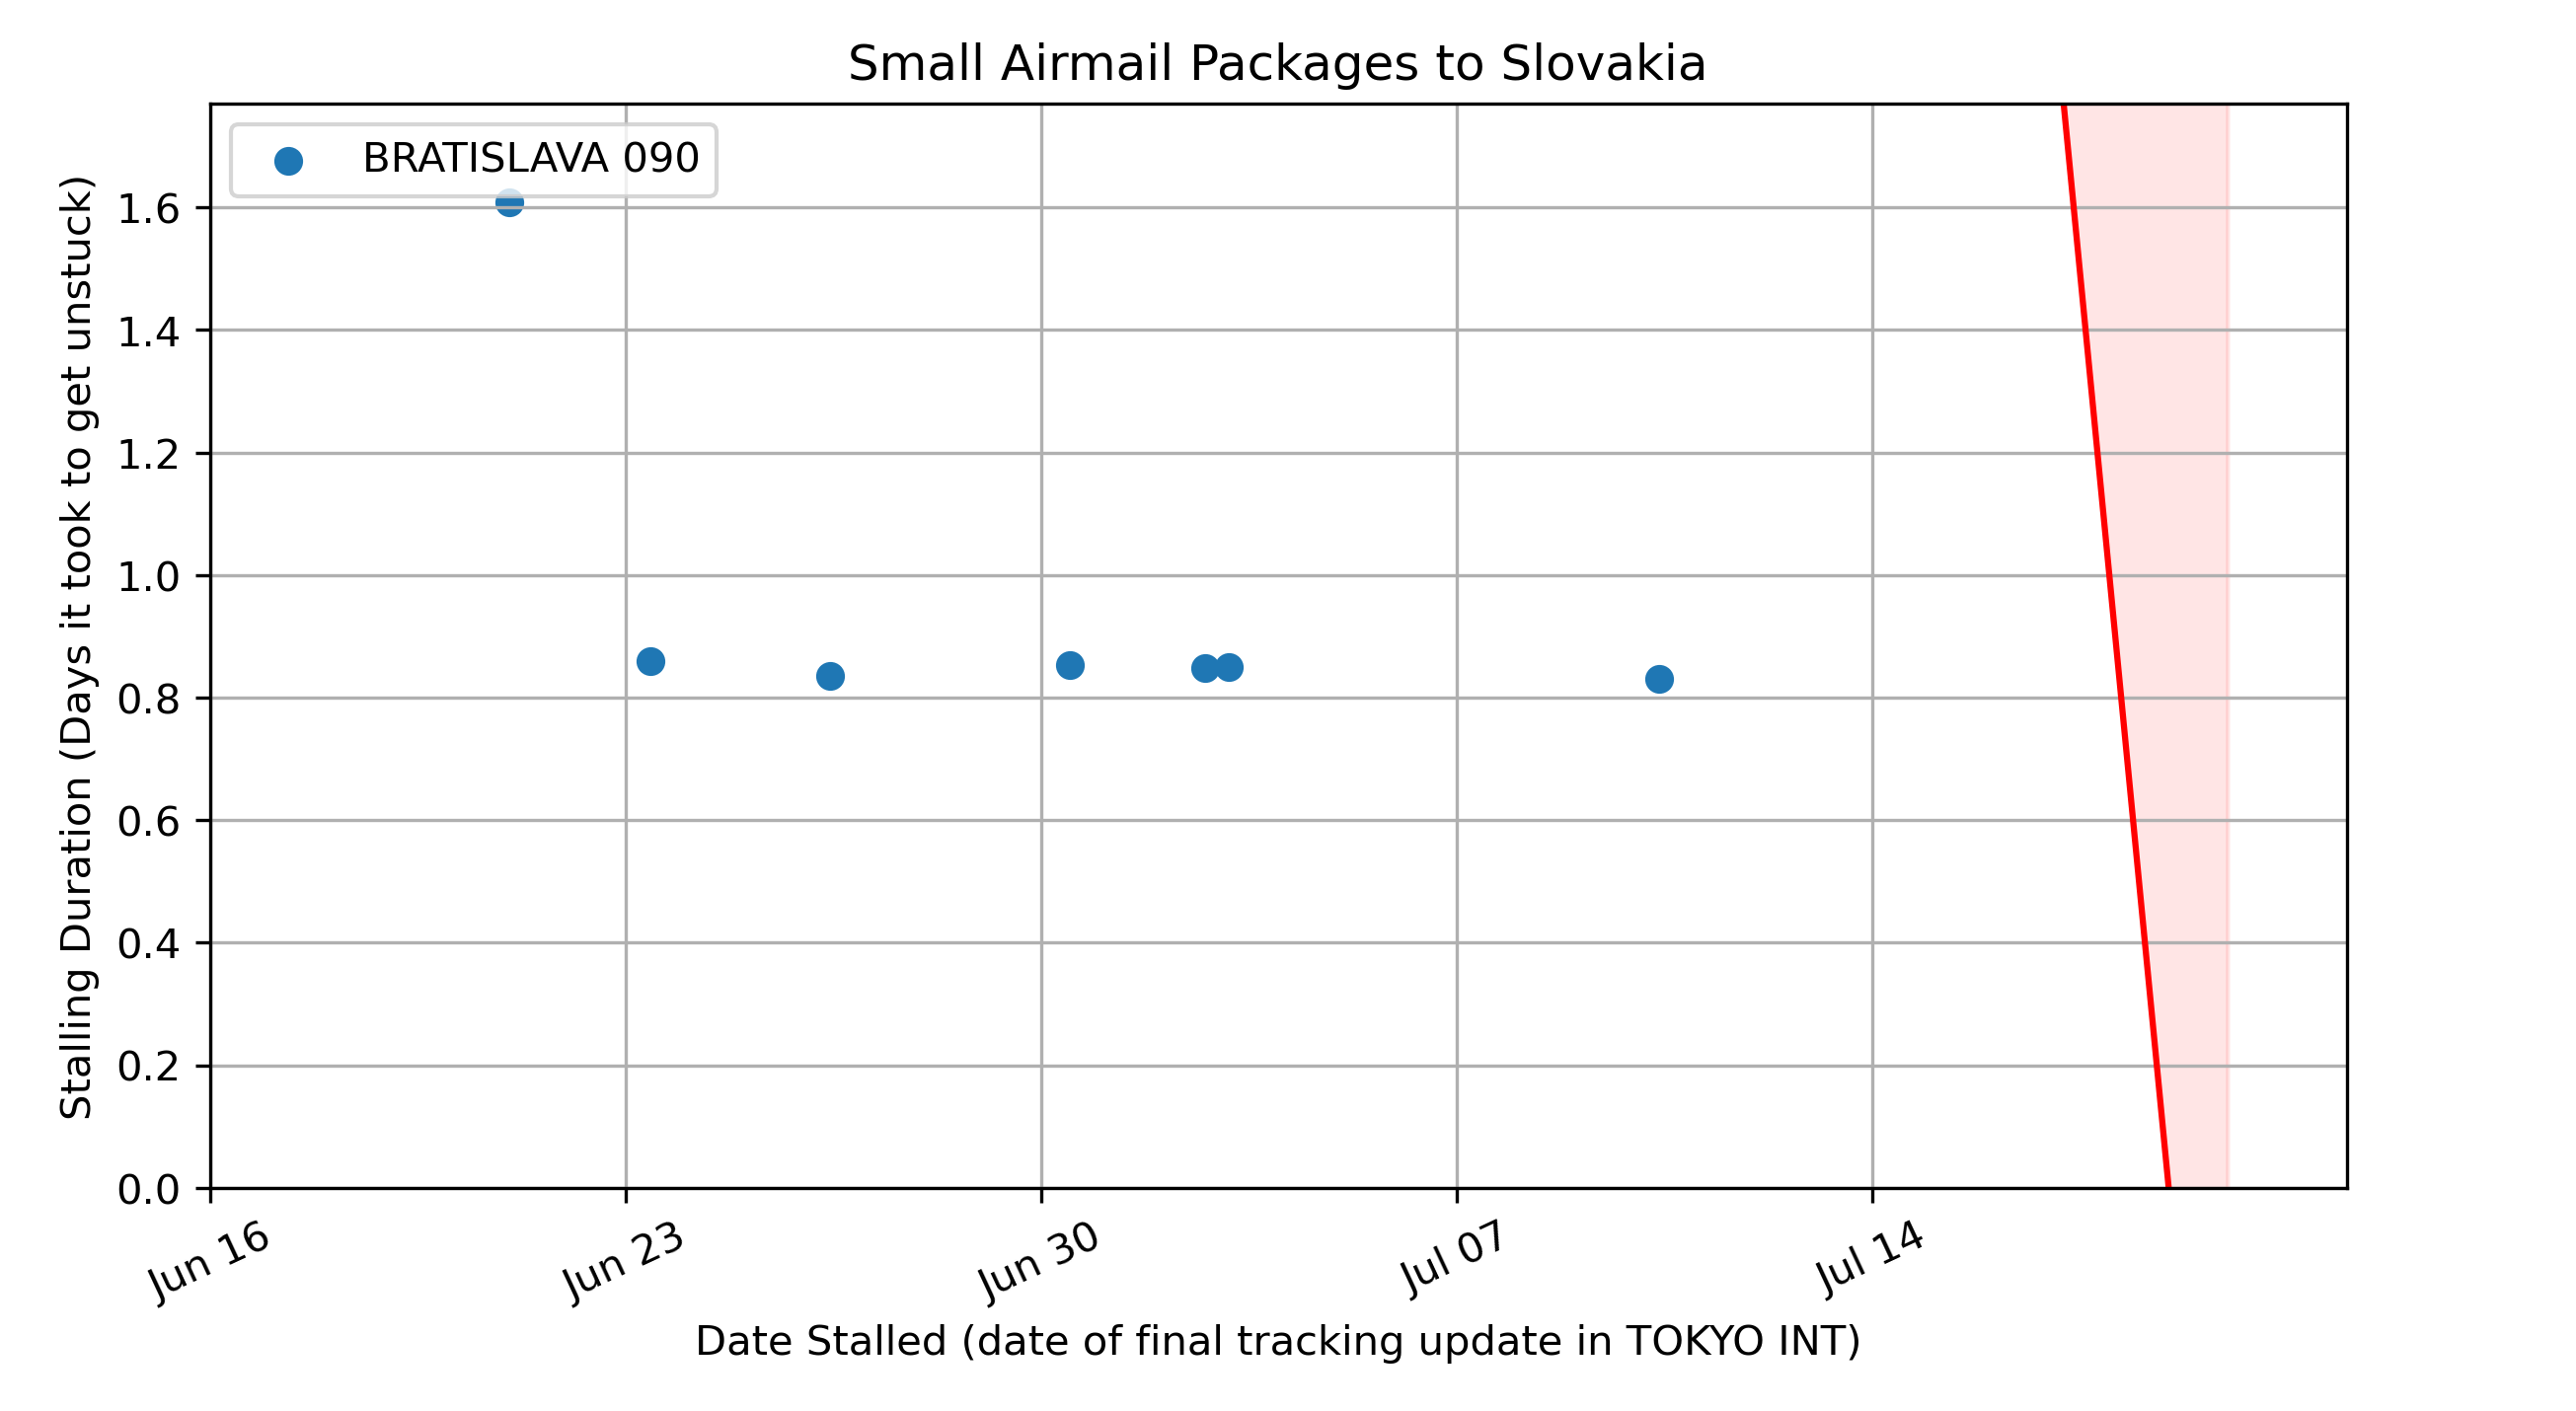 Small Airmail Packages to Slovakia
BRATISLAVA 090
Stalling Duration (Days it took to get unstuck)
1.6
1.4
1.2
1.0
0.8
0.6
0.4
0.2
0.0
Jun 16
Jun 23
Jun 30
Jul 07
Jul 14
Date Stalled (date of final tracking update in TOKYO INT)